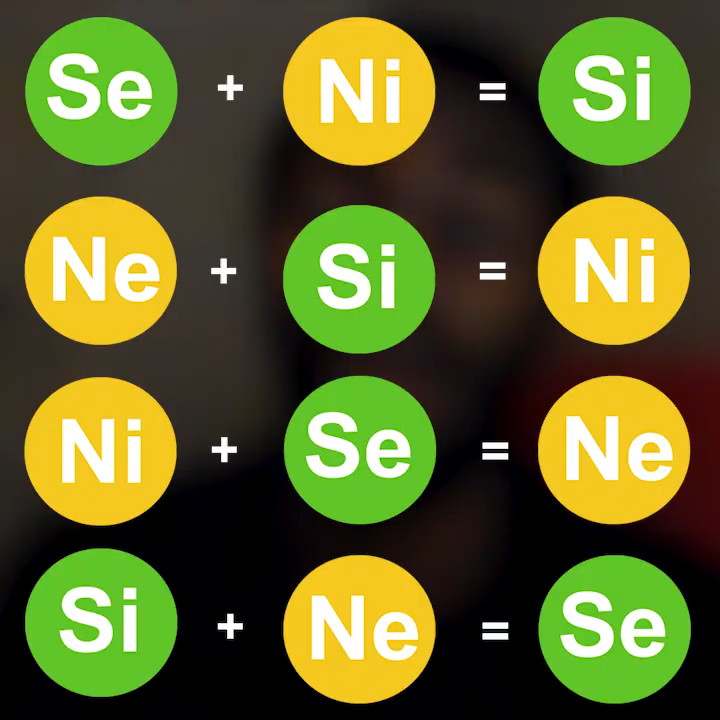 Se + Ni = Si
Ne + Si = Ni
Ni + Se = Ne
Si + Ne = Se